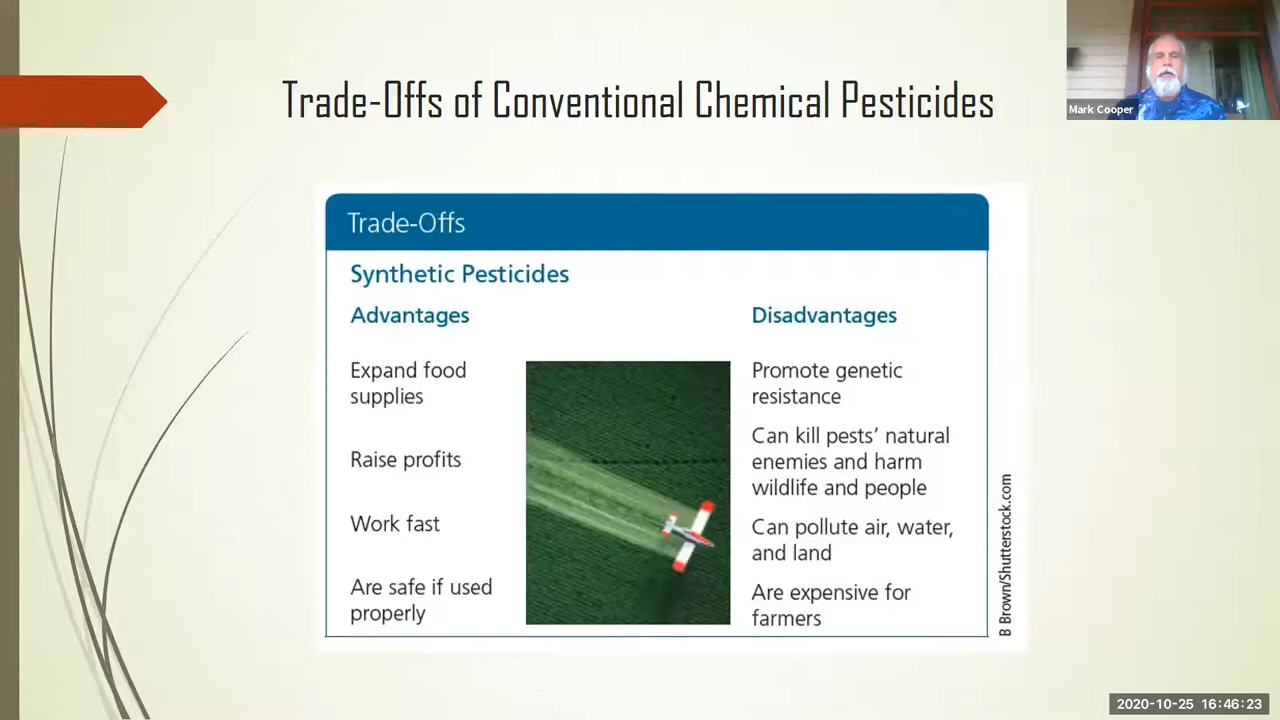 Trade-Offs of Conventional Chemical Pesticides
Mark Cooper
Trade-Offs
Synthetic Pesticides
Advantages
Expand food
supplies
Raise profits
Work fast
Are safe if used
properly
Disadvantages
Promote genetic
resistance
Can kill pests’ natural
enemies and harm
wildlife and people
Can pollute air, water,
and land
Are expensive for
farmers
B Brown/Shutterstock.com
2020-10-25 16:46:23